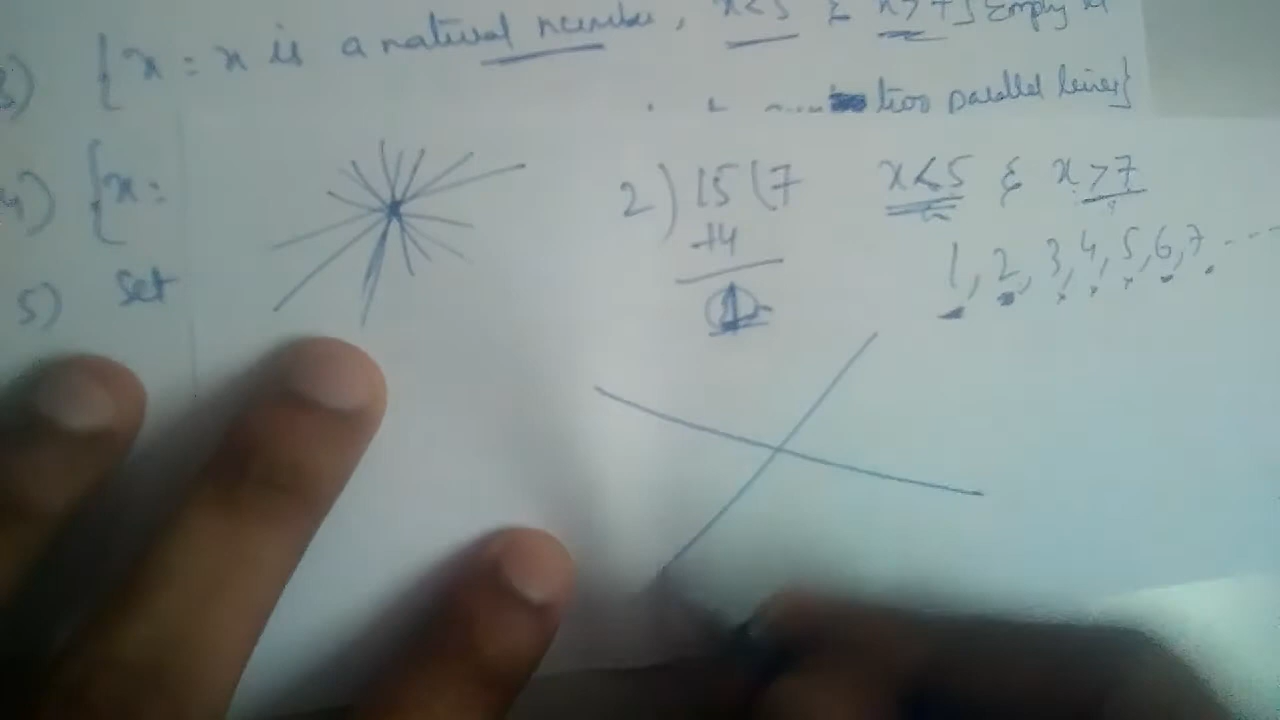 3) {x : x is a natural number, x<5 & x>7} Empty
two parallel lines}
4) {x :
5) Set
2) 15 (7
14
1
x<5 & x>7
1, 2, 3, 4, 5, 6, 7, ----